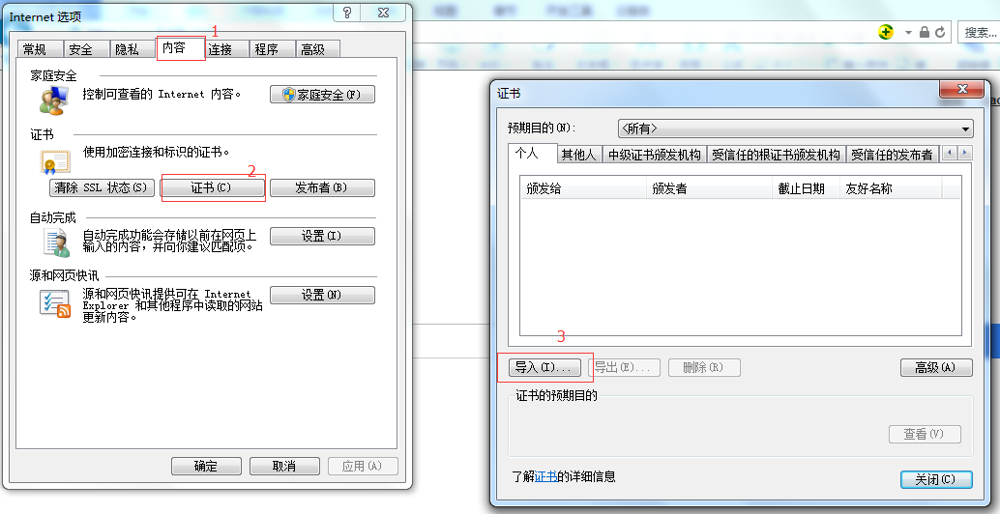 Internet 选项
1
常规 安全 隐私 内容 连接 程序 高级
家庭安全
控制可查看的 Internet 内容。
家庭安全(F)
证书
使用加密连接和标识的证书。
2
清除 SSL 状态(S) 证书(C) 发布者(B)
自动完成
自动完成功能会存储以前在网页上
输入的内容，并向你建议匹配项。
设置(I)
源和网页快讯
源和网页快讯提供可在 Internet
Explorer 和其他程序中读取的网站
更新内容。
设置(N)
确定 取消 应用(A)
搜索...
证书
预期目的(N): <所有>
个人 其他人 中级证书颁发机构 受信任的根证书颁发机构 受信任的发布者
颁发给 颁发者 截止日期 友好名称
3
导入(I)... 导出(E)... 删除(R) 高级(A)
证书的预期目的
查看(V)
了解证书的详细信息
关闭(C)